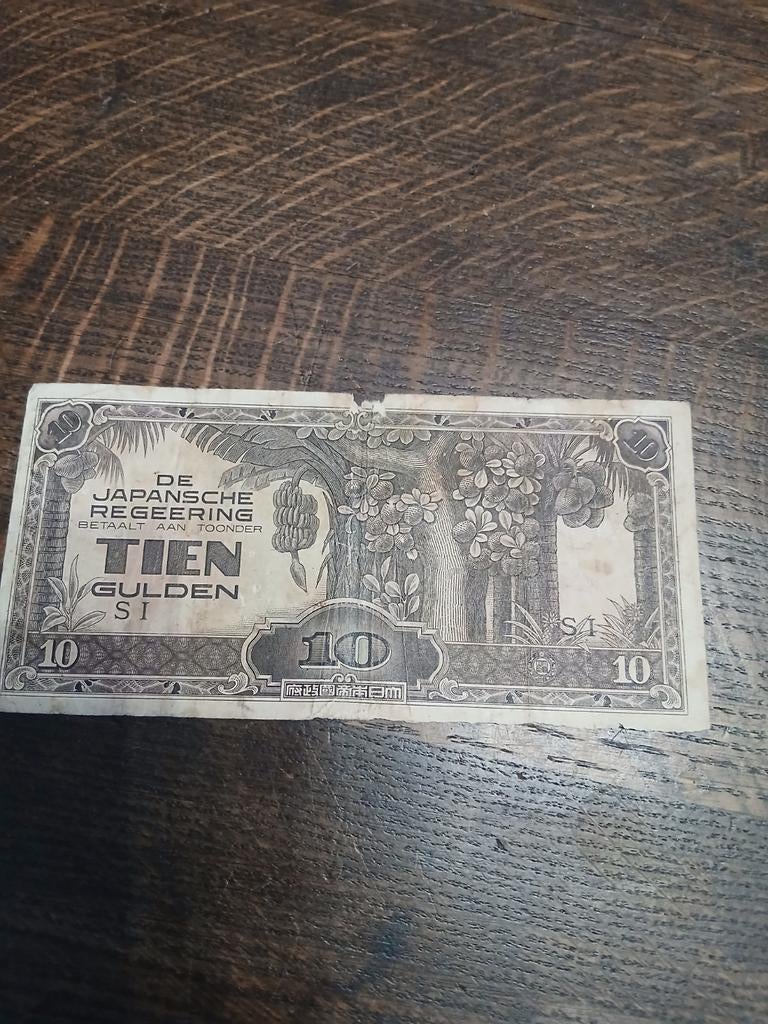 10
10
DE
JAPANSCHE
REGEERING
BETAALT AAN TOONDER
TIEN
GULDEN
SI
SI
10
10
10
府政國帝本日大